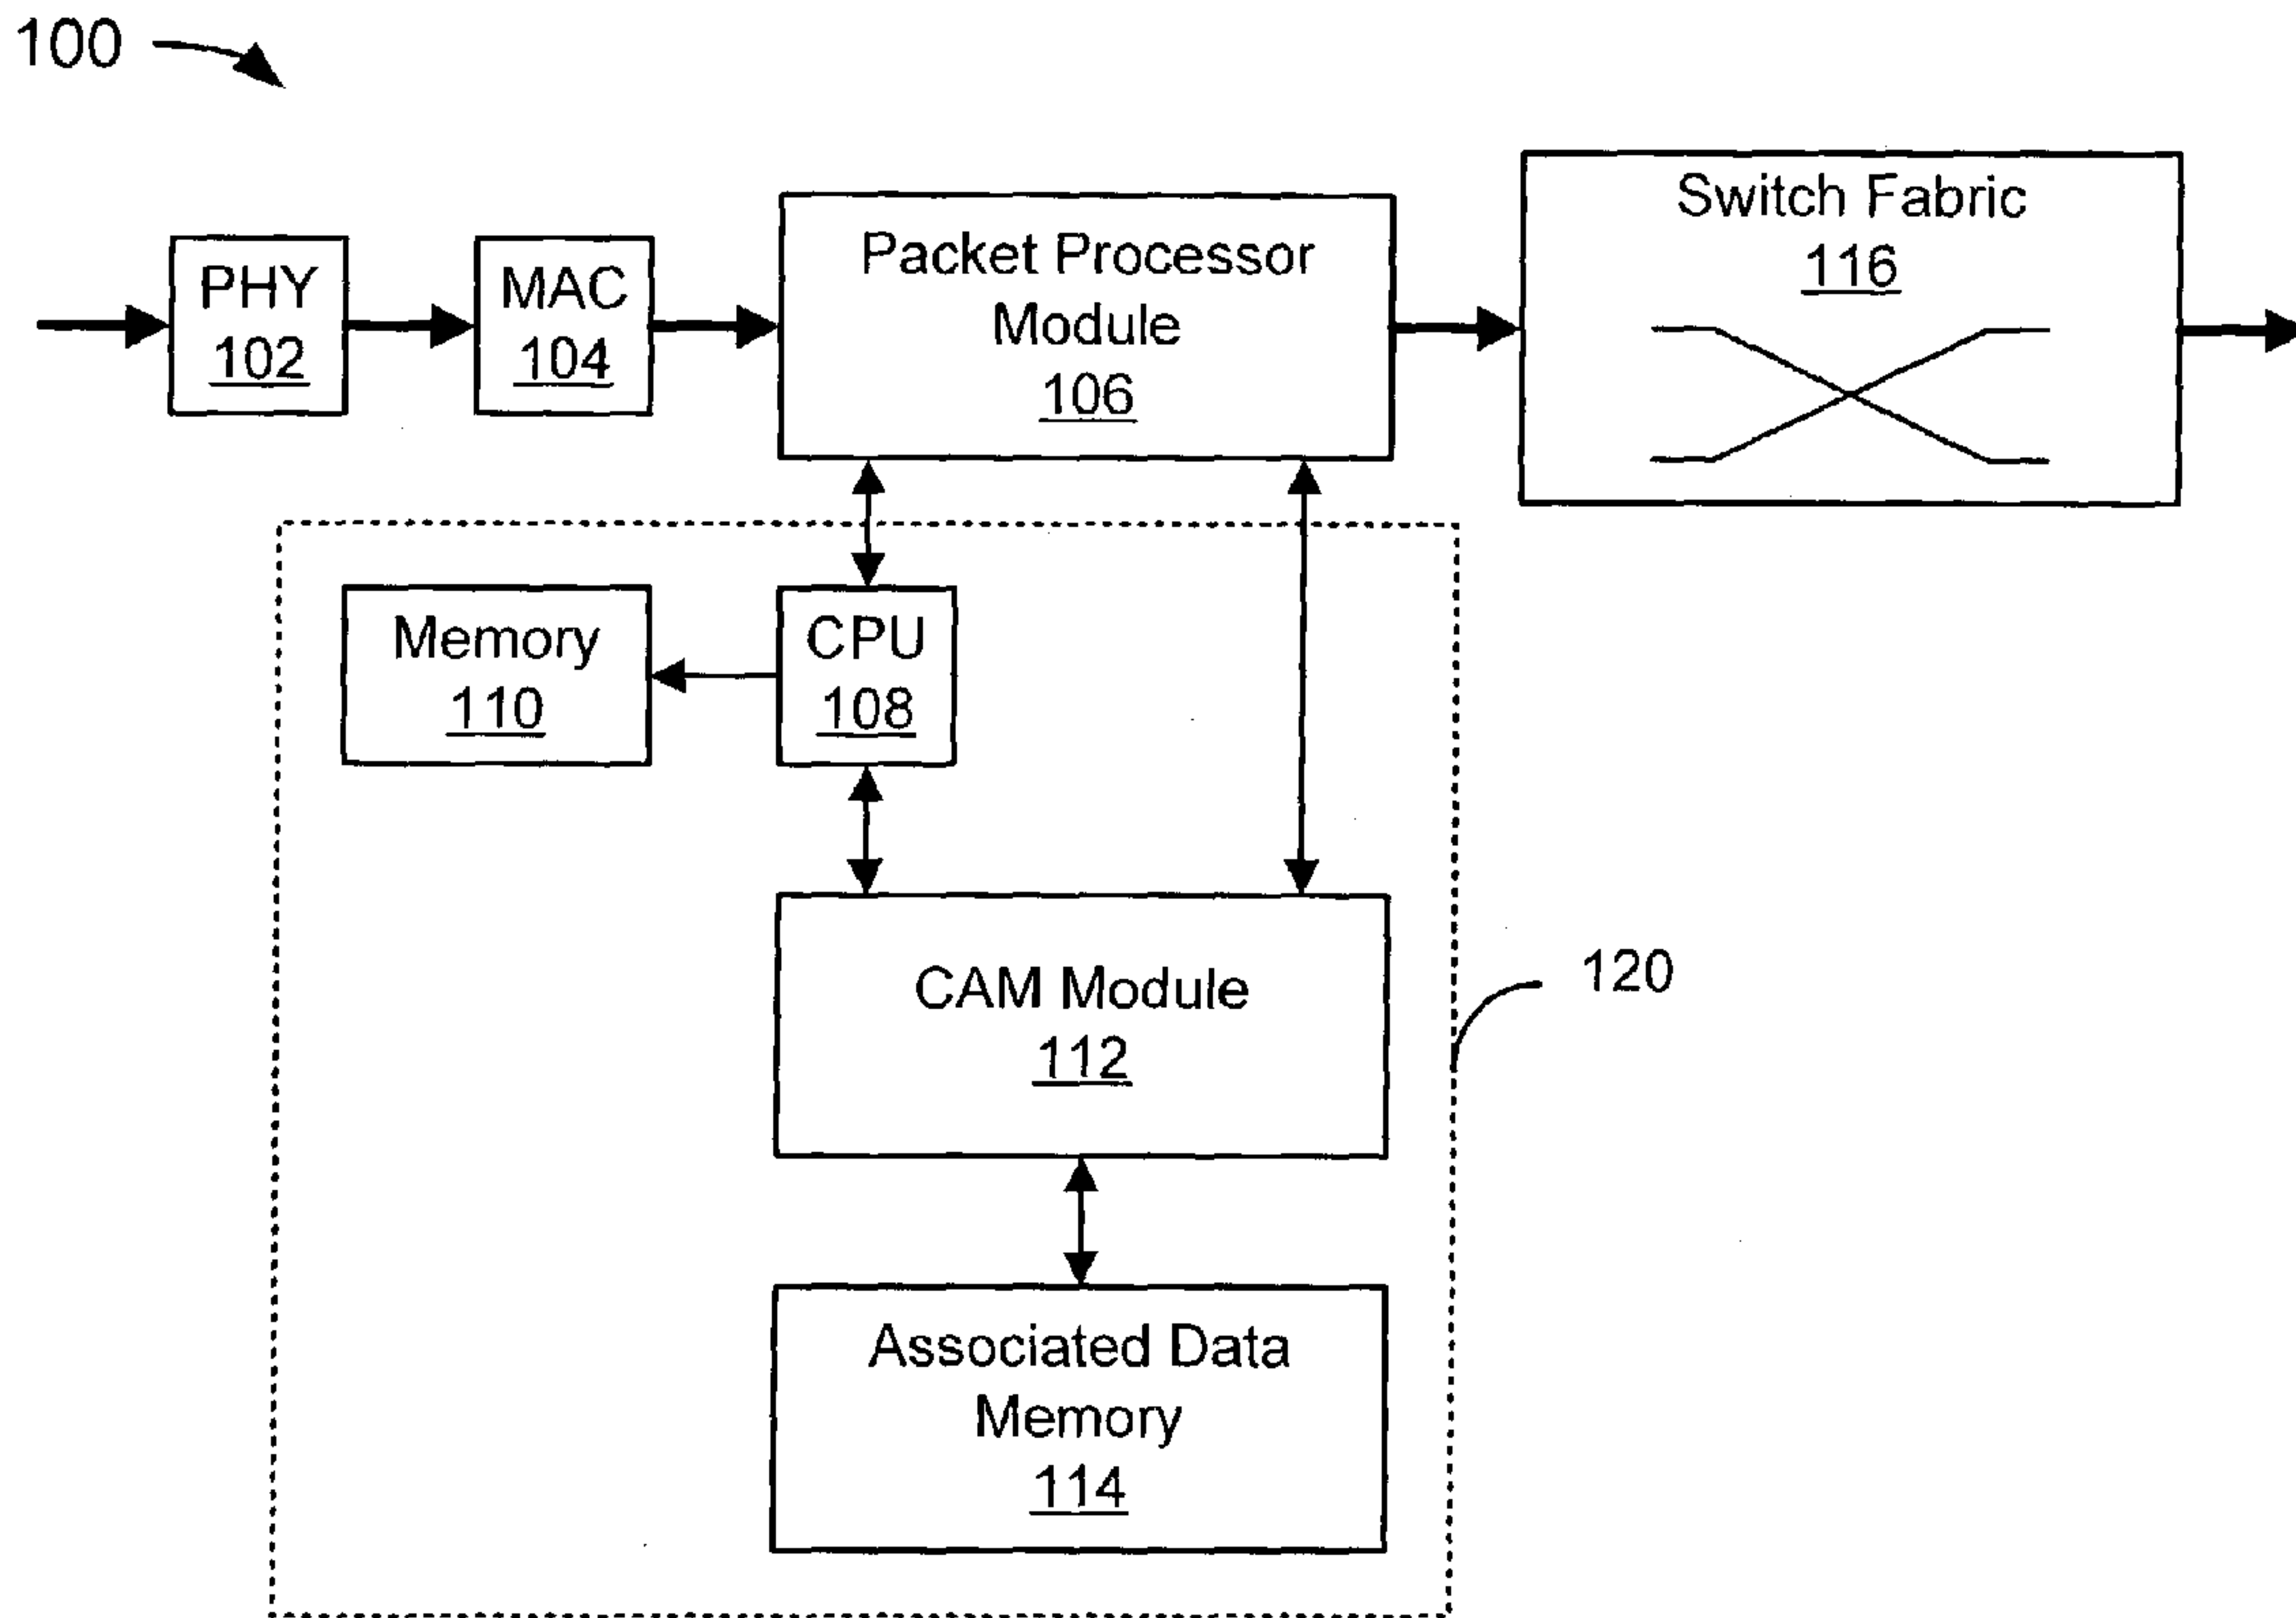 100
PHY
102
MAC
104
Packet Processor
Module
106
Switch Fabric
116
Memory
110
CPU
108
CAM Module
112
120
Associated Data
Memory
114